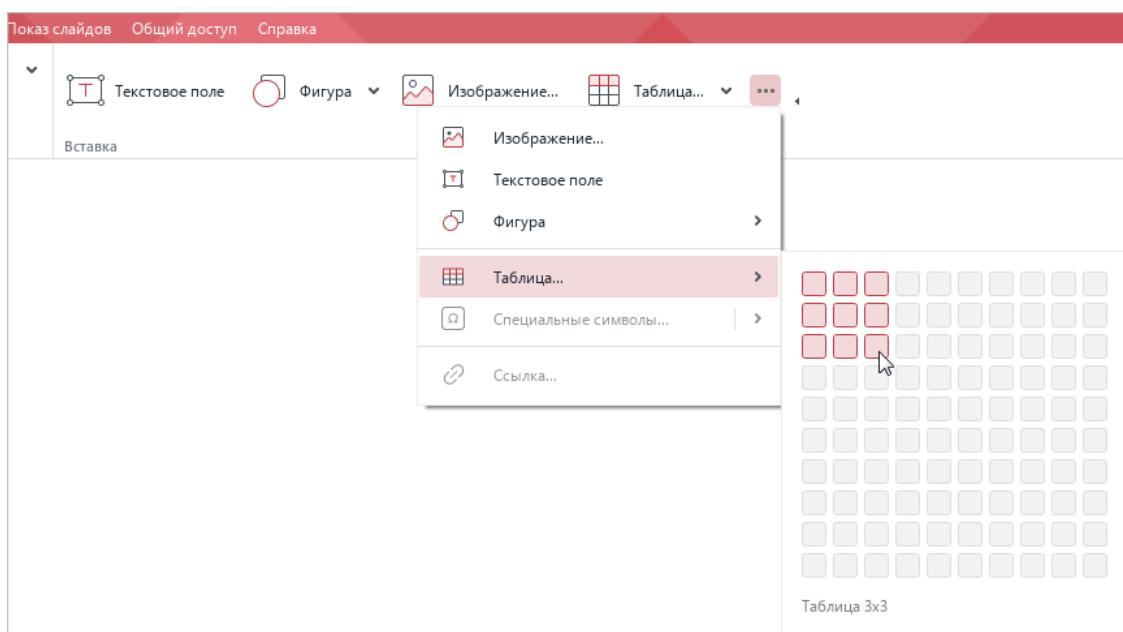 Показ слайдов Общий доступ Справка
Текстовое поле Фигура Изображение... Таблица...
Вставка
Изображение...
Текстовое поле
Фигура
Таблица...
Специальные символы...
Ссылка...
Таблица 3x3